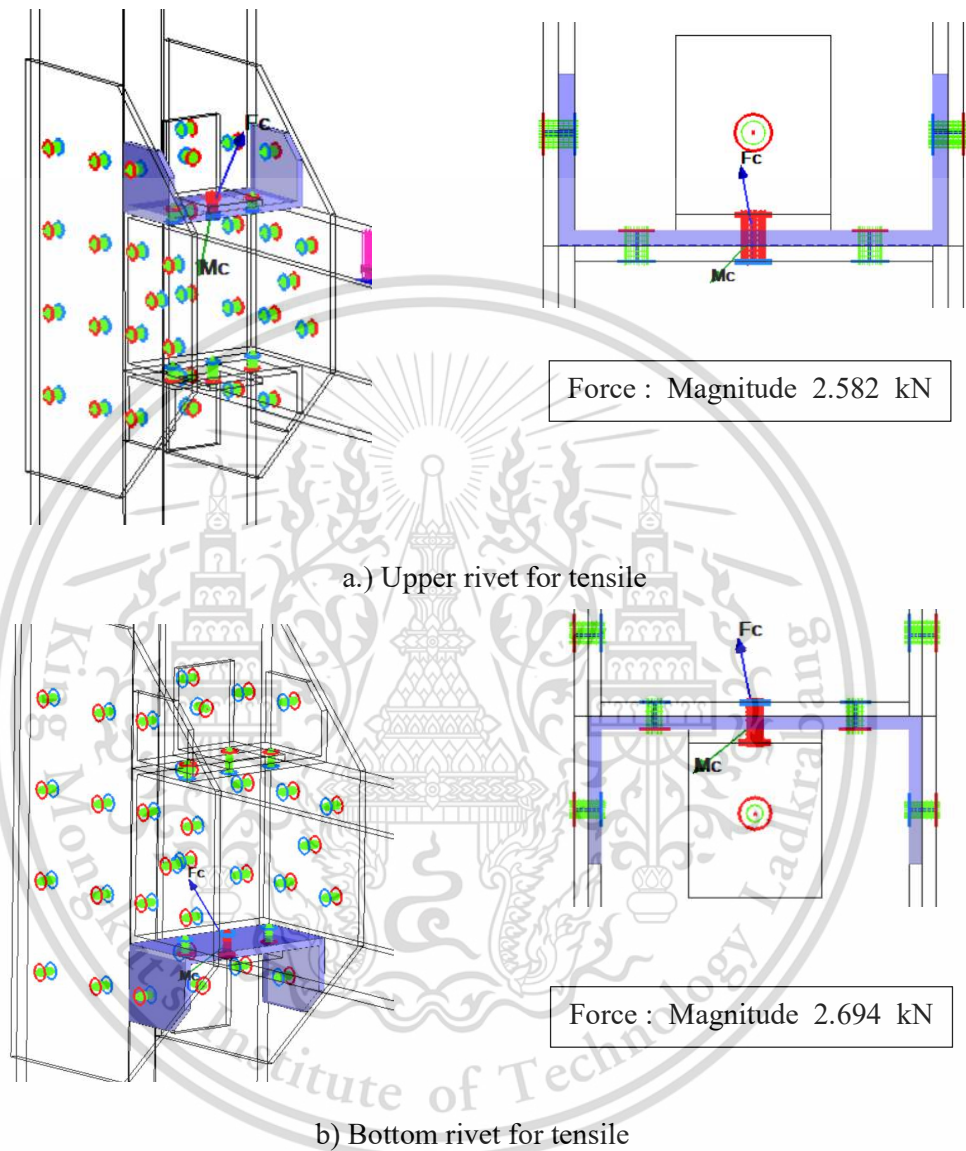 Fc
Mc
Fc
Mc
Force : Magnitude 2.582 kN
a.) Upper rivet for tensile
Fc
Mc
Fc
Mc
Force : Magnitude 2.694 kN
b) Bottom rivet for tensile
King Mongkut's Institute of Technology Ladkrabang